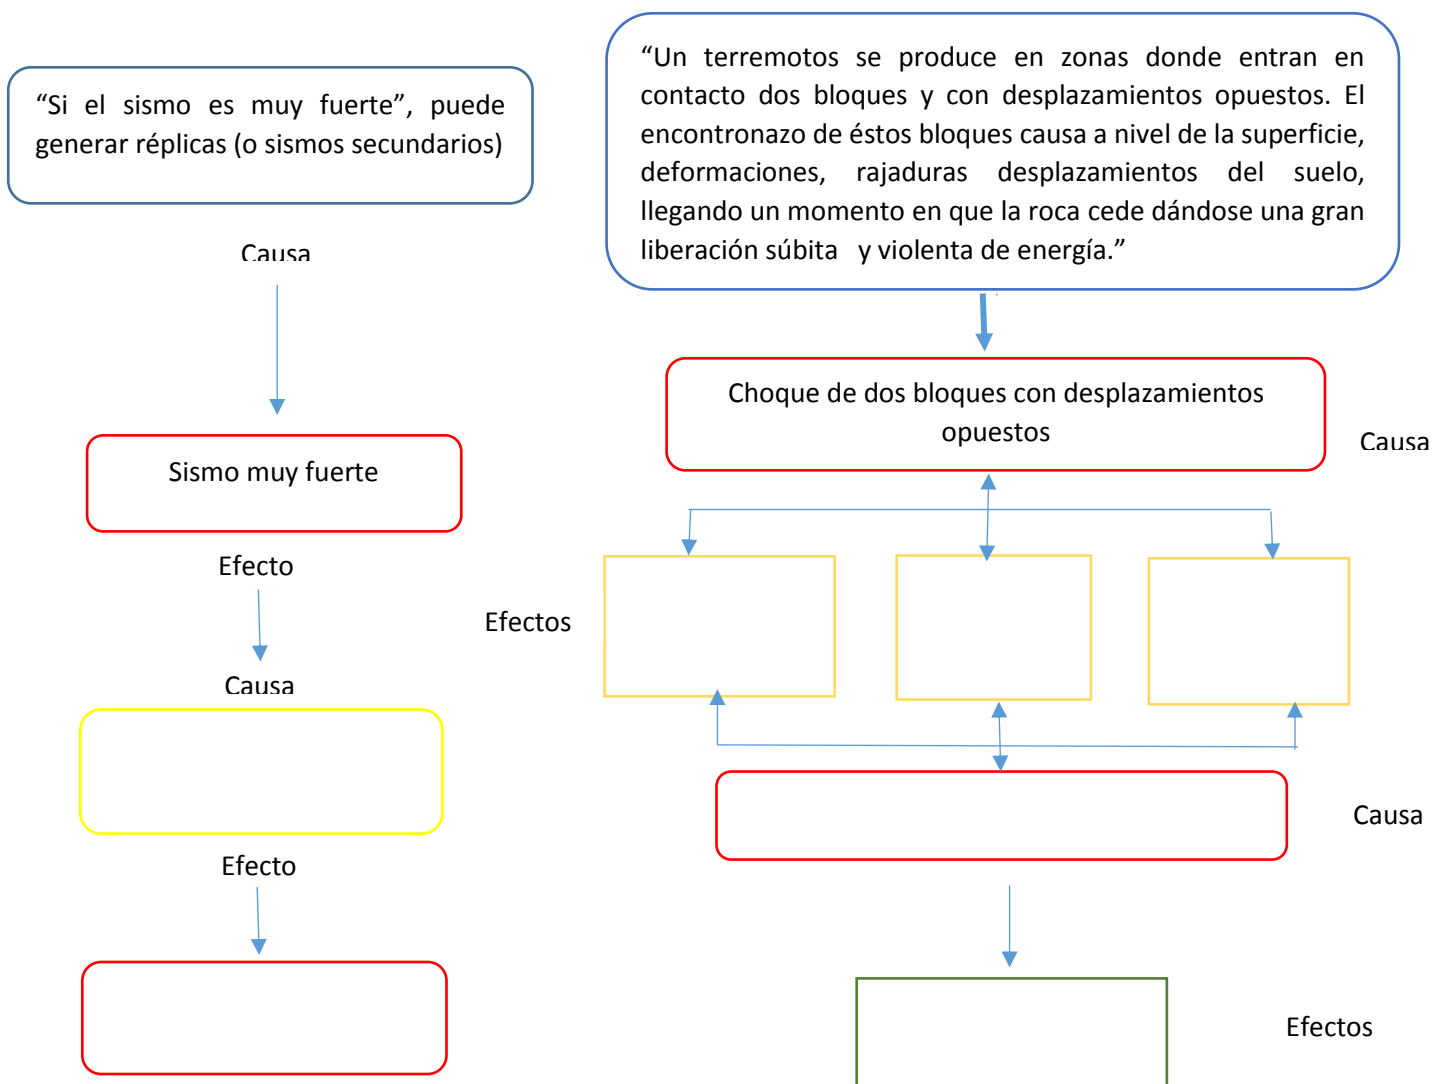 “Si el sismo es muy fuerte”, puede
generar réplicas (o sismos secundarios)
Causa
Sismo muy fuerte
Efecto
Causa
Efecto
“Un terremotos se produce en zonas donde entran en
contacto dos bloques y con desplazamientos opuestos. El
encontronazo de éstos bloques causa a nivel de la superficie,
deformaciones, rajaduras desplazamientos del suelo,
llegando un momento en que la roca cede dándose una gran
liberación súbita y violenta de energía.”
Choque de dos bloques con desplazamientos
opuestos
Causa
Efectos
Causa
Efectos